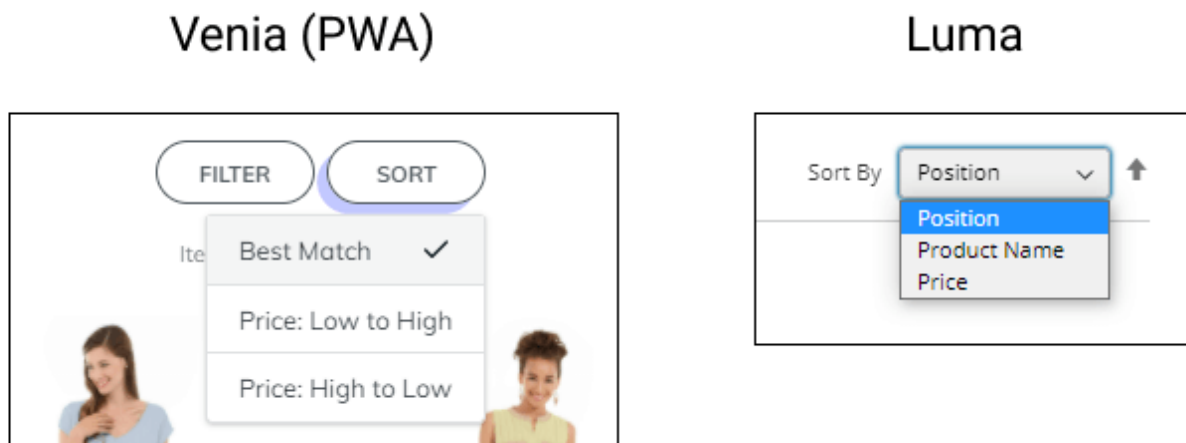 Venia (PWA)
Luma
FILTER
SORT
Ite
Best Match
Price: Low to High
Price: High to Low
Sort By
Position
Position
Product Name
Price